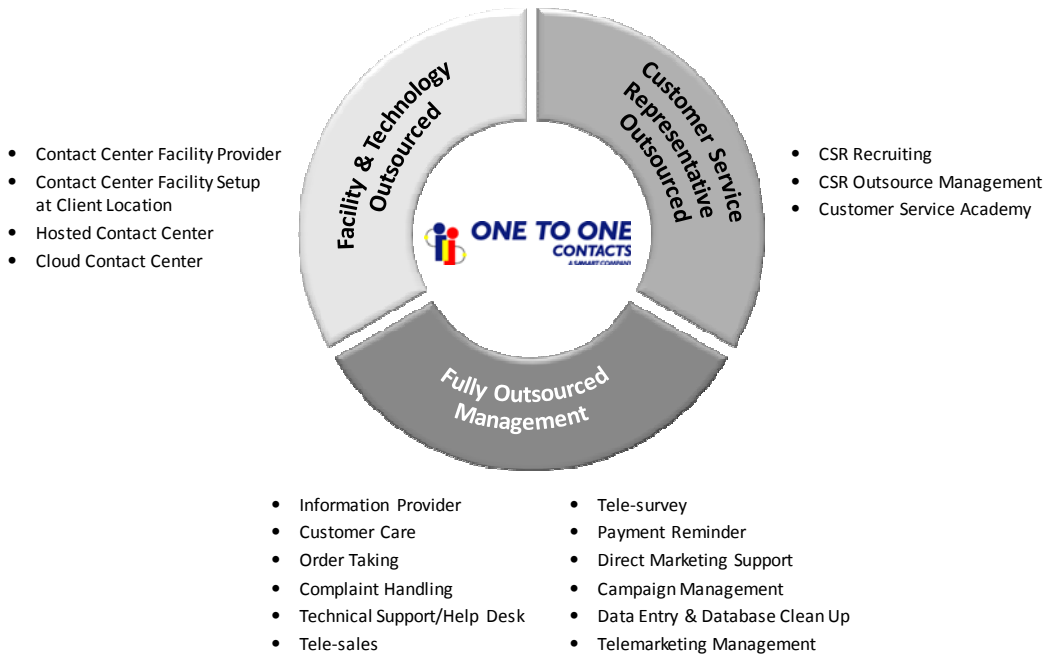 Facility & Technology
Outsourced
Customer Service
Representative
Outsourced
• Contact Center Facility Provider
• Contact Center Facility Setup
at Client Location
• Hosted Contact Center
• Cloud Contact Center
ONE TO ONE
CONTACTS
A SAMART COMPANY
• CSR Recruiting
• CSR Outsource Management
• Customer Service Academy
Fully Outsourced
Management
• Information Provider
• Customer Care
• Order Taking
• Complaint Handling
• Technical Support/Help Desk
• Tele-sales
• Tele-survey
• Payment Reminder
• Direct Marketing Support
• Campaign Management
• Data Entry & Database Clean Up
• Telemarketing Management